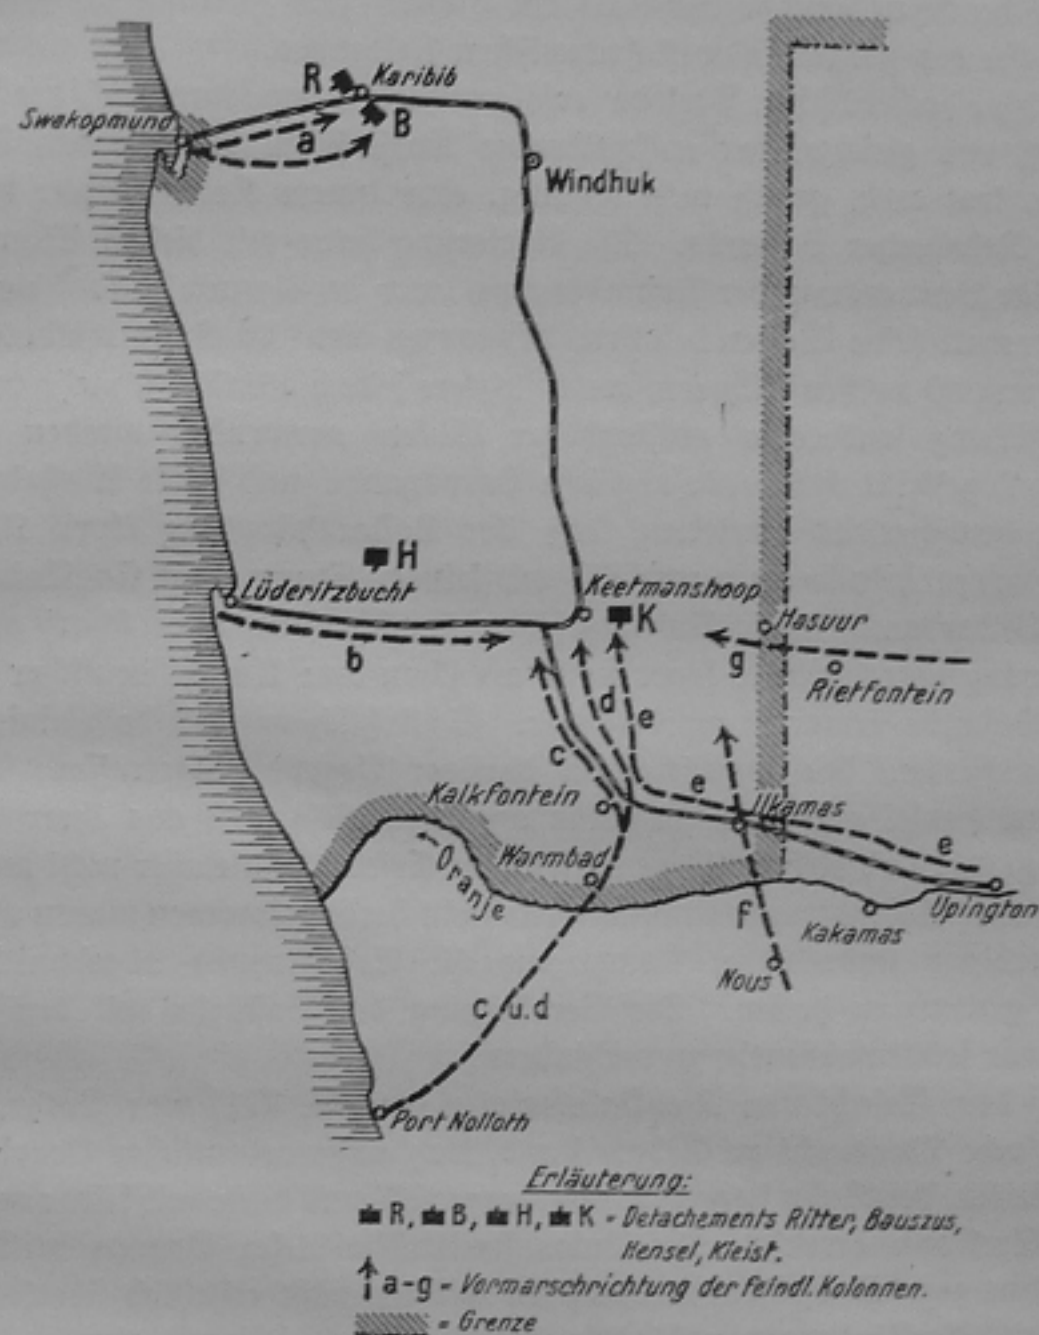 R
Karibib
Swakopmund
a
B
Windhuk
H
Lüderitzbucht
Keetmanshoop
K
Hasuur
b
g
Rietfontein
d
e
c
e
Kalkfontein
Ukamas
e
Warmbad
Oranje
Upington
f
Kakamas
Nous
c u. d
Port Nolloth
Erläuterung:
R, B, H, K = Detachements Ritter, Bauszus,
Hensel, Kleist.
a-g = Vormarschrichtung der feindl. Kolonnen.
= Grenze